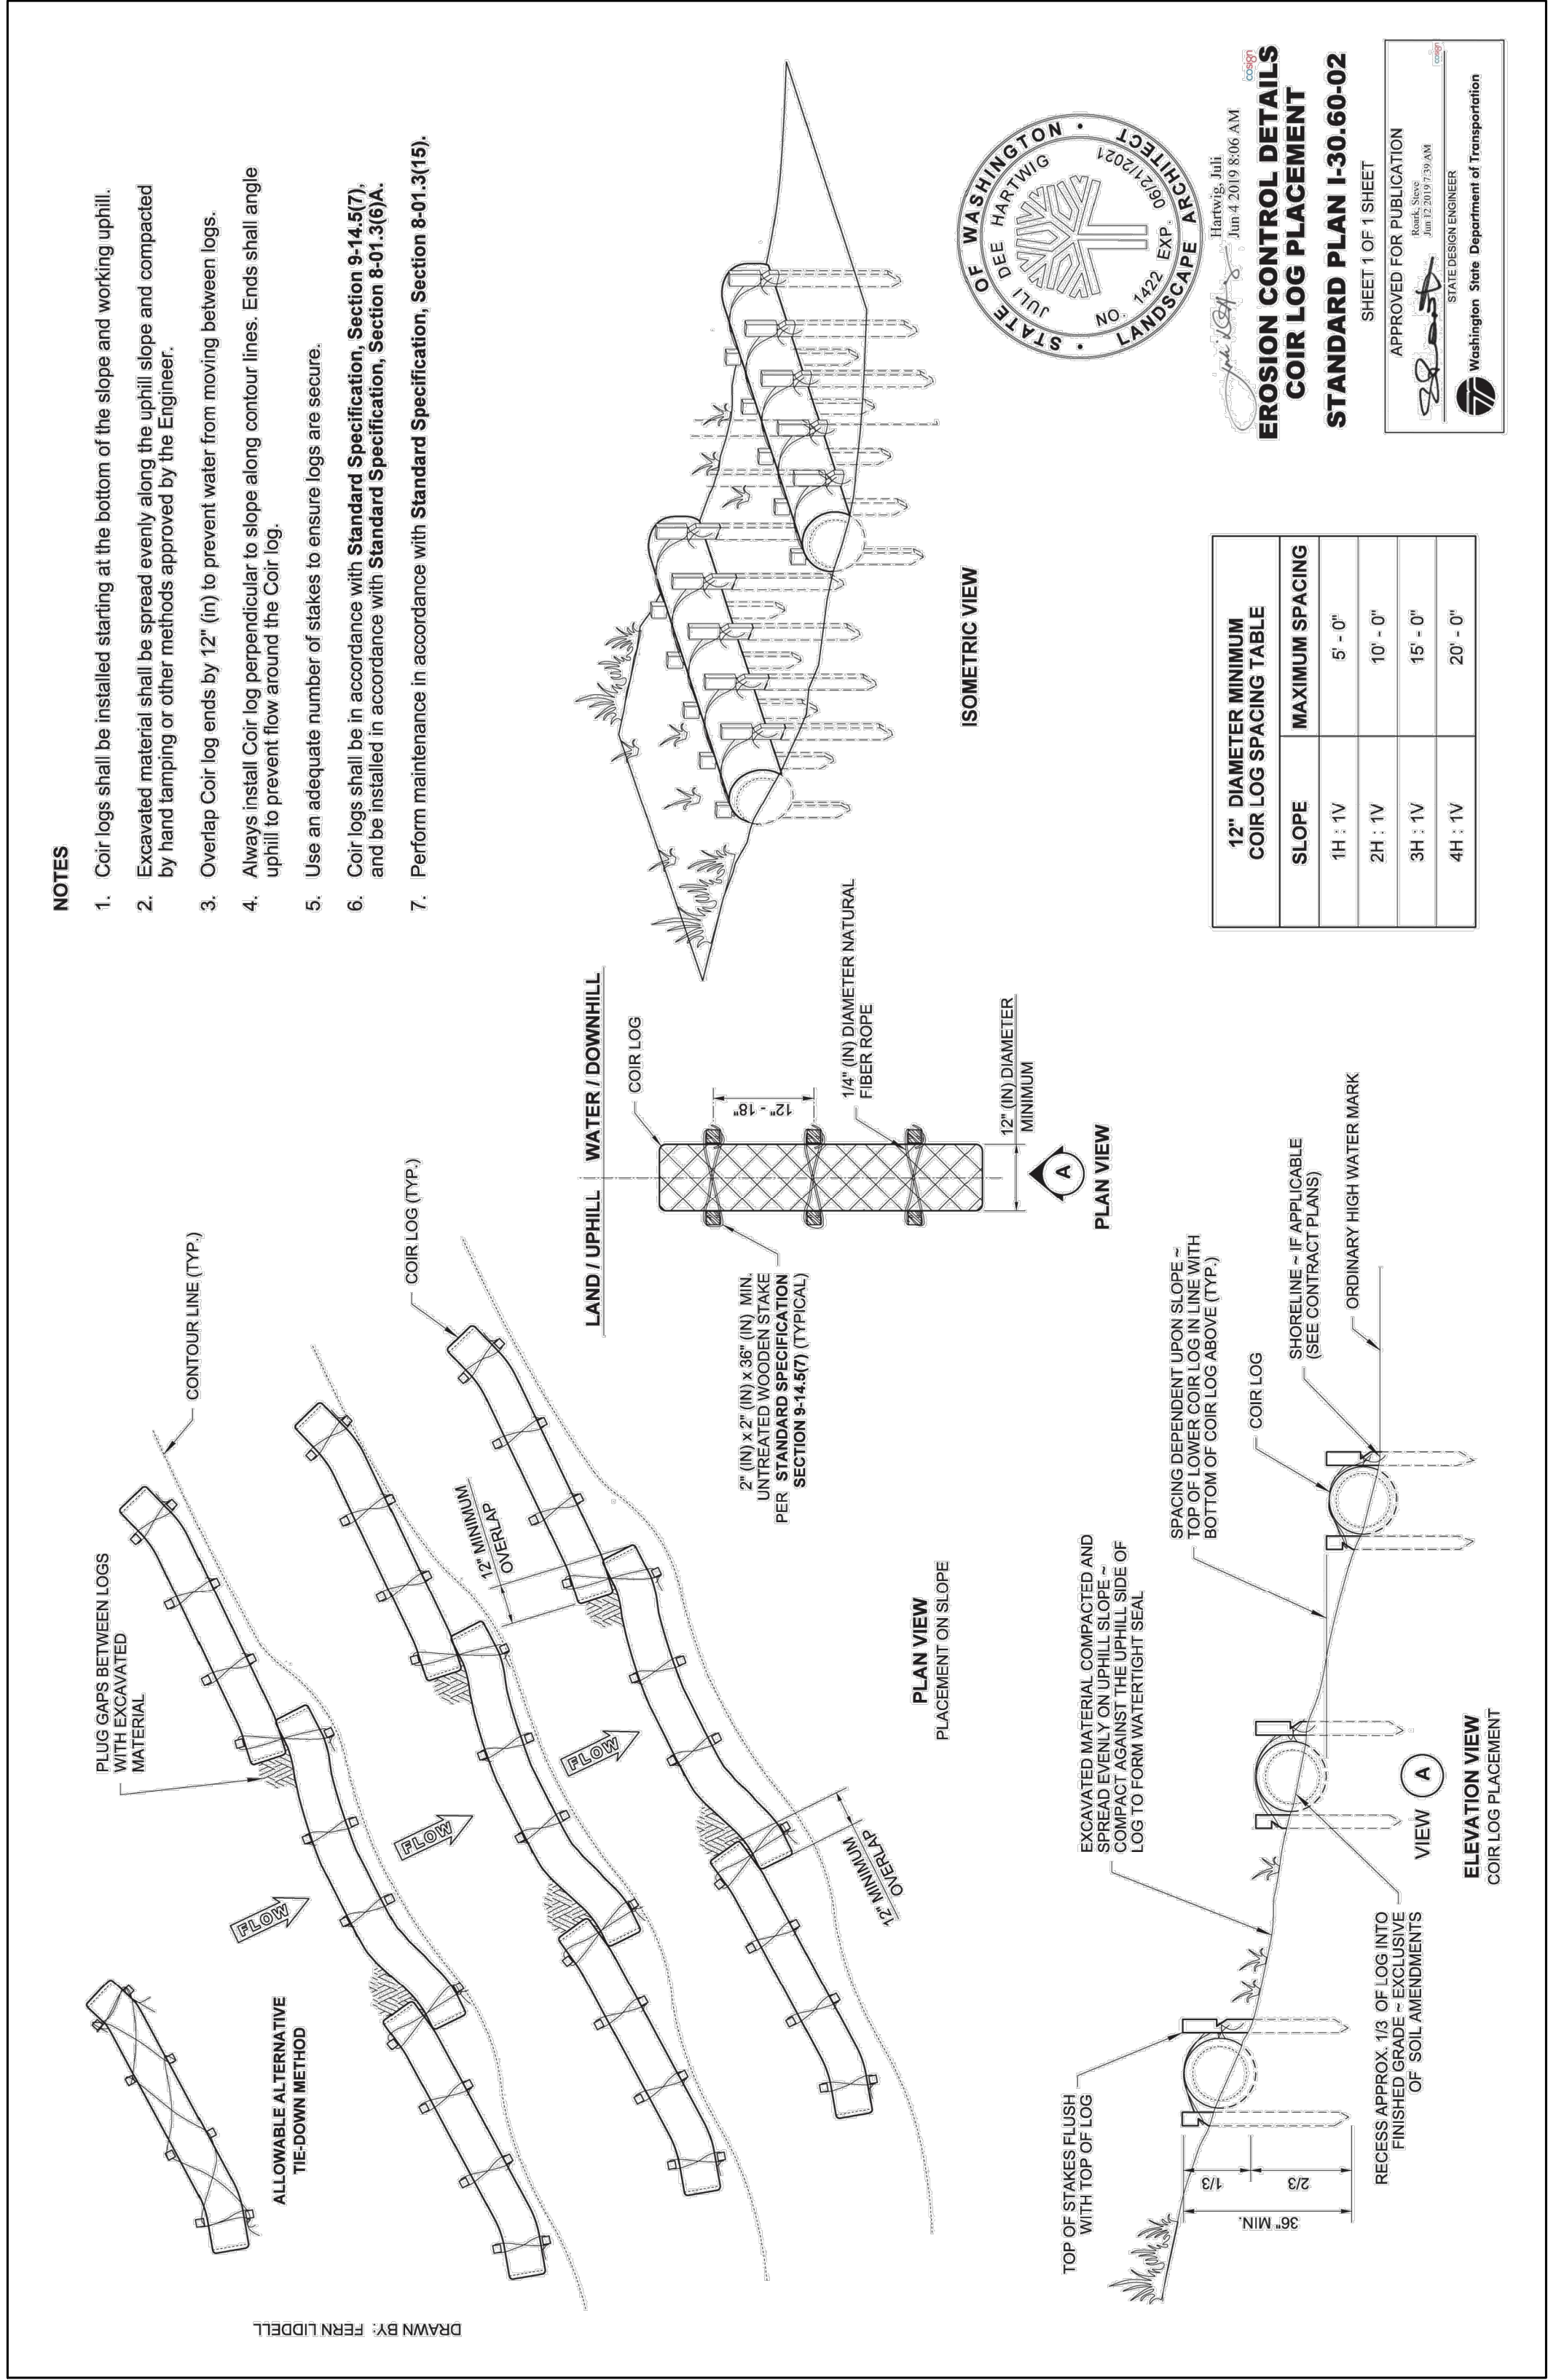 DRAWN BY: FERN LIDDELL
ALLOWABLE ALTERNATIVE
TIE-DOWN METHOD
PLUG GAPS BETWEEN LOGS
WITH EXCAVATED
MATERIAL
CONTOUR LINE (TYP.)
COIR LOG (TYP.)
FLOW
FLOW
FLOW
12" MINIMUM
OVERLAP
12" MINIMUM
OVERLAP
PLAN VIEW
PLACEMENT ON SLOPE
LAND / UPHILL
WATER / DOWNHILL
COIR LOG
12" - 18"
2" (IN) x 2" (IN) x 36" (IN) MIN.
UNTREATED WOODEN STAKE
PER STANDARD SPECIFICATION
SECTION 9-14.5(7) (TYPICAL)
1/4" (IN) DIAMETER NATURAL
FIBER ROPE
12" (IN) DIAMETER
MINIMUM
A
PLAN VIEW
TOP OF STAKES FLUSH
WITH TOP OF LOG
1/3
2/3
36" MIN.
EXCAVATED MATERIAL COMPACTED AND
SPREAD EVENLY ON UPHILL SLOPE ~
COMPACT AGAINST THE UPHILL SIDE OF
LOG TO FORM WATERTIGHT SEAL
SPACING DEPENDENT UPON SLOPE ~
TOP OF LOWER COIR LOG IN LINE WITH
BOTTOM OF COIR LOG ABOVE (TYP.)
COIR LOG
SHORELINE ~ IF APPLICABLE
(SEE CONTRACT PLANS)
ORDINARY HIGH WATER MARK
RECESS APPROX. 1/3 OF LOG INTO
FINISHED GRADE ~ EXCLUSIVE
OF SOIL AMENDMENTS
VIEW A
ELEVATION VIEW
COIR LOG PLACEMENT
NOTES
1. Coir logs shall be installed starting at the bottom of the slope and working uphill.
2. Excavated material shall be spread evenly along the uphill slope and compacted
by hand tamping or other methods approved by the Engineer.
3. Overlap Coir log ends by 12" (in) to prevent water from moving between logs.
4. Always install Coir log perpendicular to slope along contour lines. Ends shall angle
uphill to prevent flow around the Coir log.
5. Use an adequate number of stakes to ensure logs are secure.
6. Coir logs shall be in accordance with Standard Specification, Section 9-14.5(7),
and be installed in accordance with Standard Specification, Section 8-01.3(6)A.
7. Perform maintenance in accordance with Standard Specification, Section 8-01.3(15).
ISOMETRIC VIEW
12" DIAMETER MINIMUM
COIR LOG SPACING TABLE
SLOPE MAXIMUM SPACING
1H : 1V 5' - 0"
2H : 1V 10' - 0"
3H : 1V 15' - 0"
4H : 1V 20' - 0"
STATE OF WASHINGTON
JULI DEE HARTWIG
NO. 1422 EXP. 06/21/2021
LANDSCAPE ARCHITECT
Hartwig, Juli
Jun 4 2019 8:06 AM
cosign
EROSION CONTROL DETAILS
COIR LOG PLACEMENT
STANDARD PLAN I-30.60-02
SHEET 1 OF 1 SHEET
APPROVED FOR PUBLICATION
Roark, Steve
Jun 12 2019 7:39 AM
cosign
STATE DESIGN ENGINEER
Washington State Department of Transportation